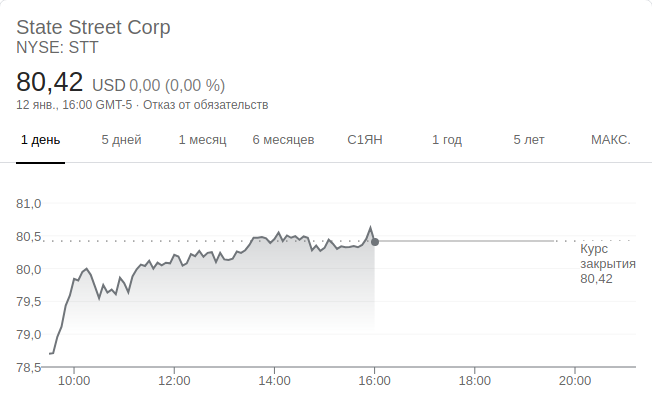 State Street Corp
NYSE: STT
80,42 USD 0,00 (0,00 %)
12 янв., 16:00 GMT-5 · Отказ от обязательств
1 день 5 дней 1 месяц 6 месяцев С1ЯН 1 год 5 лет МАКС.
81,0
80,5
Курс
закрытия
80,42
80,0
79,5
79,0
78,5
10:00 12:00 14:00 16:00 18:00 20:00